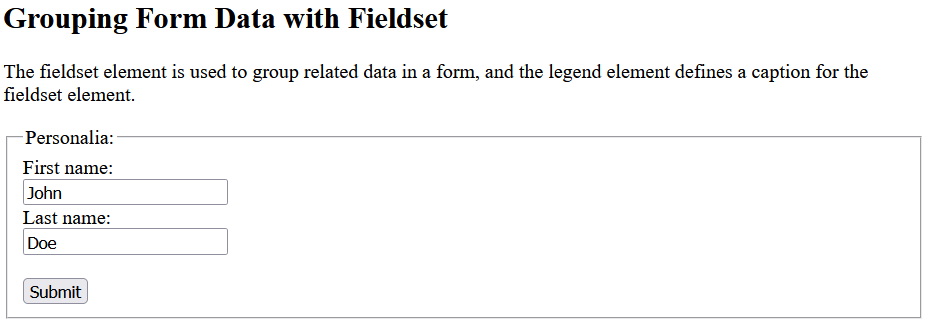 Grouping Form Data with Fieldset
The fieldset element is used to group related data in a form, and the legend element defines a caption for the
fieldset element.
Personalia:
First name:
John
Last name:
Doe
Submit